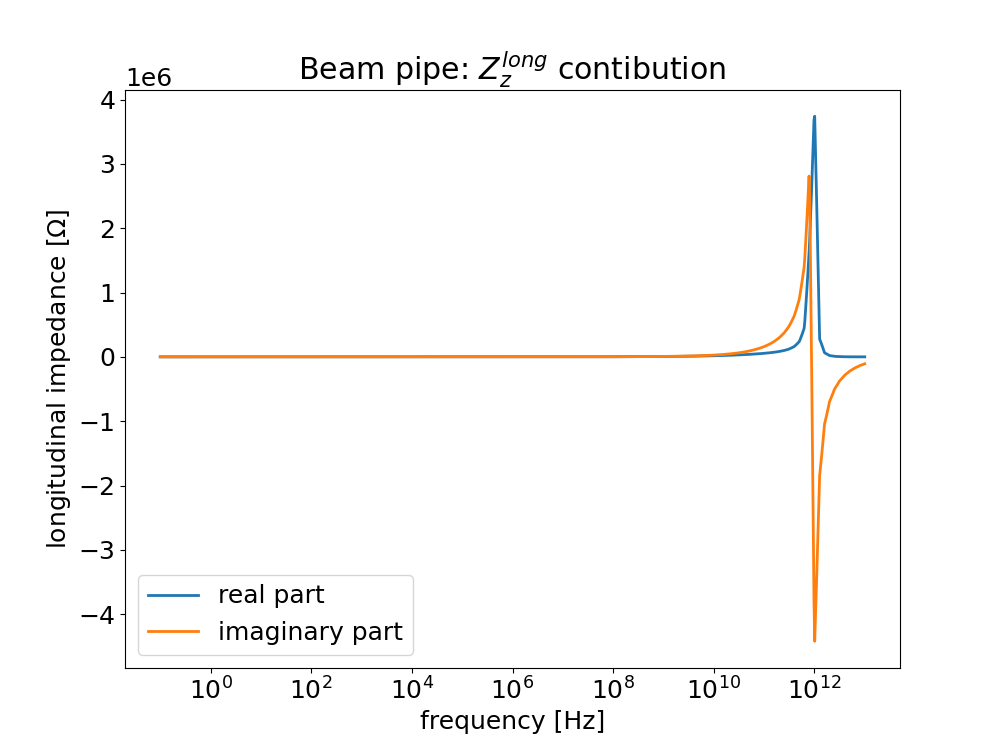 Beam pipe: $Z_z^{long}$ contibution
1e6
4
3
2
1
0
−1
−2
−3
−4
longitudinal impedance [Ω]
real part
imaginary part
$10^0$ $10^2$ $10^4$ $10^6$ $10^8$ $10^{10}$ $10^{12}$
frequency [Hz]